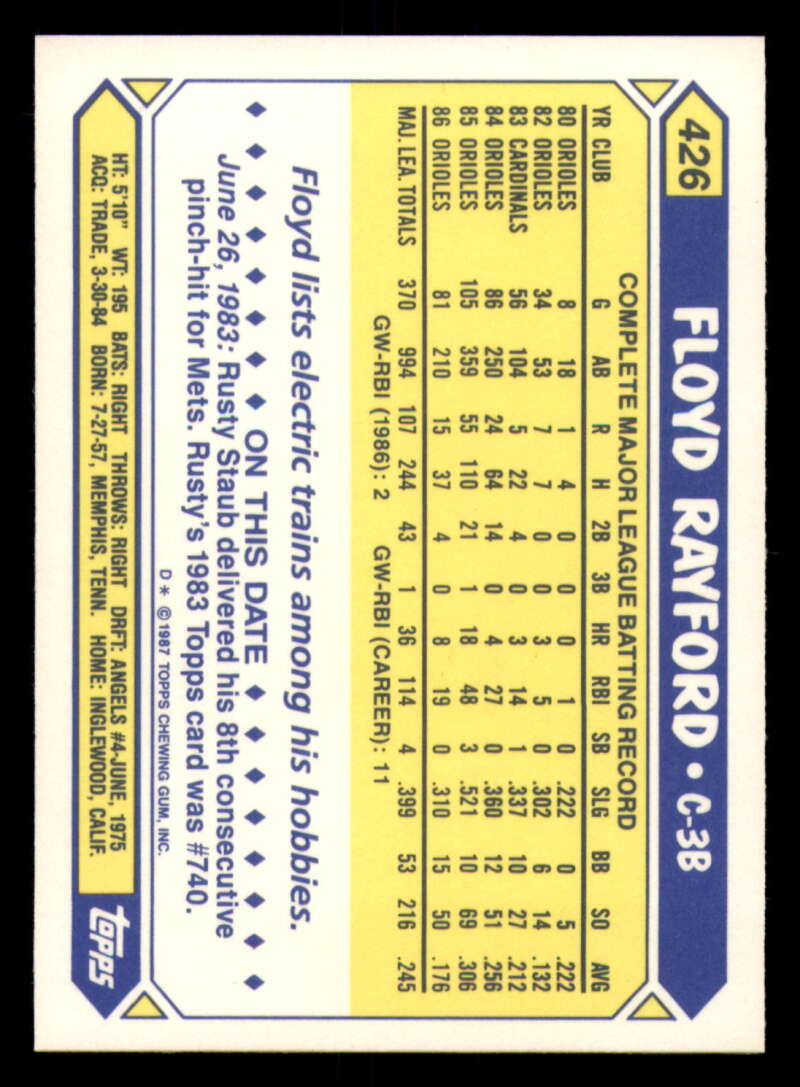 426
FLOYD RAYFORD • C-3B
COMPLETE MAJOR LEAGUE BATTING RECORD
YR CLUB G AB R H 2B 3B HR RBI SB SLG BB SO AVG
80 ORIOLES 8 18 1 4 0 0 0 1 0 .222 0 5 .222
82 ORIOLES 34 53 7 7 0 0 3 5 0 .302 6 14 .132
83 CARDINALS 56 104 5 22 4 0 3 14 1 .337 10 27 .212
84 ORIOLES 86 250 24 64 14 0 4 27 0 .360 12 51 .256
85 ORIOLES 105 359 55 110 21 1 18 48 3 .521 10 69 .306
86 ORIOLES 81 210 15 37 4 0 8 19 0 .310 15 50 .176
MAJ. LEA. TOTALS 370 994 107 244 43 1 36 114 4 .399 53 216 .245
GW-RBI (1986): 2 GW-RBI (CAREER): 11
Floyd lists electric trains among his hobbies.
ON THIS DATE
June 26, 1983: Rusty Staub delivered his 8th consecutive
pinch-hit for Mets. Rusty's 1983 Topps card was #740.
D* © 1987 TOPPS CHEWING GUM, INC.
HT: 5'10" WT: 195 BATS: RIGHT THROWS: RIGHT DRFT: ANGELS #4-JUNE, 1975
ACQ: TRADE, 3-30-84 BORN: 7-27-57, MEMPHIS, TENN. HOME: INGLEWOOD, CALIF.
topps